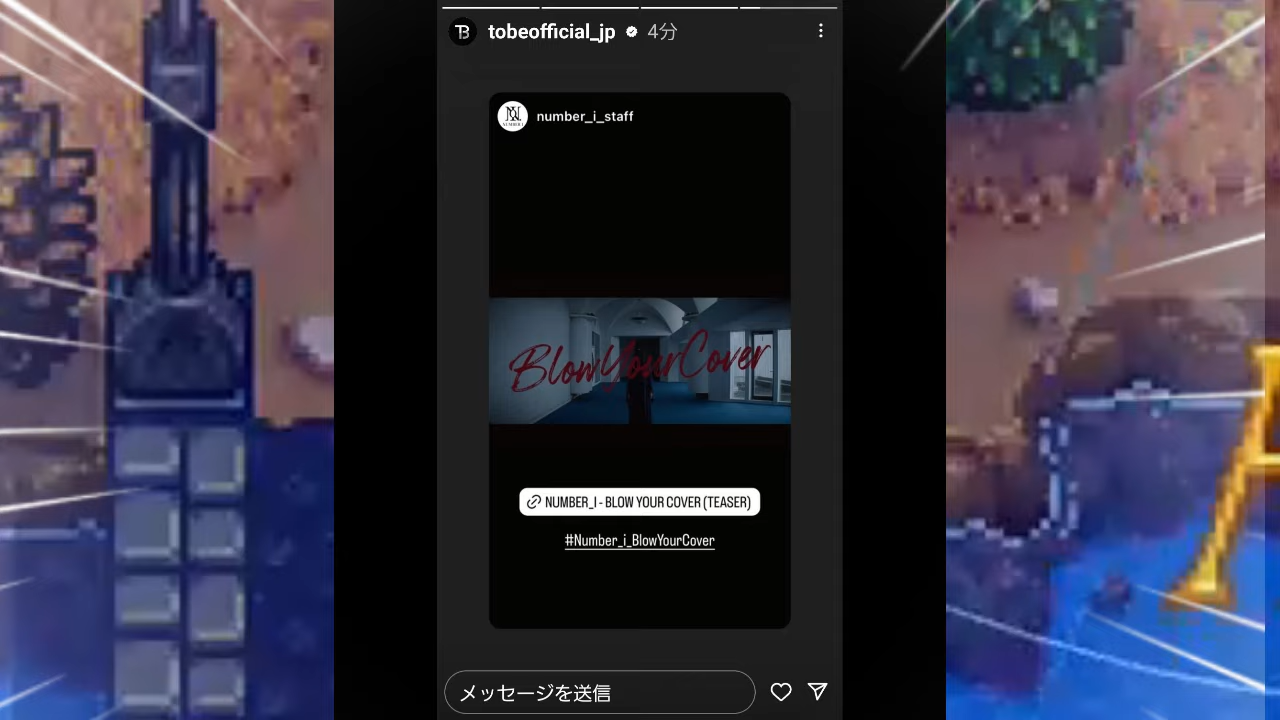 tobeofficial_jp 4分
number_i_staff
BlowYourCover
NUMBER_I - BLOW YOUR COVER (TEASER)
#Number_i_BlowYourCover
メッセージを送信